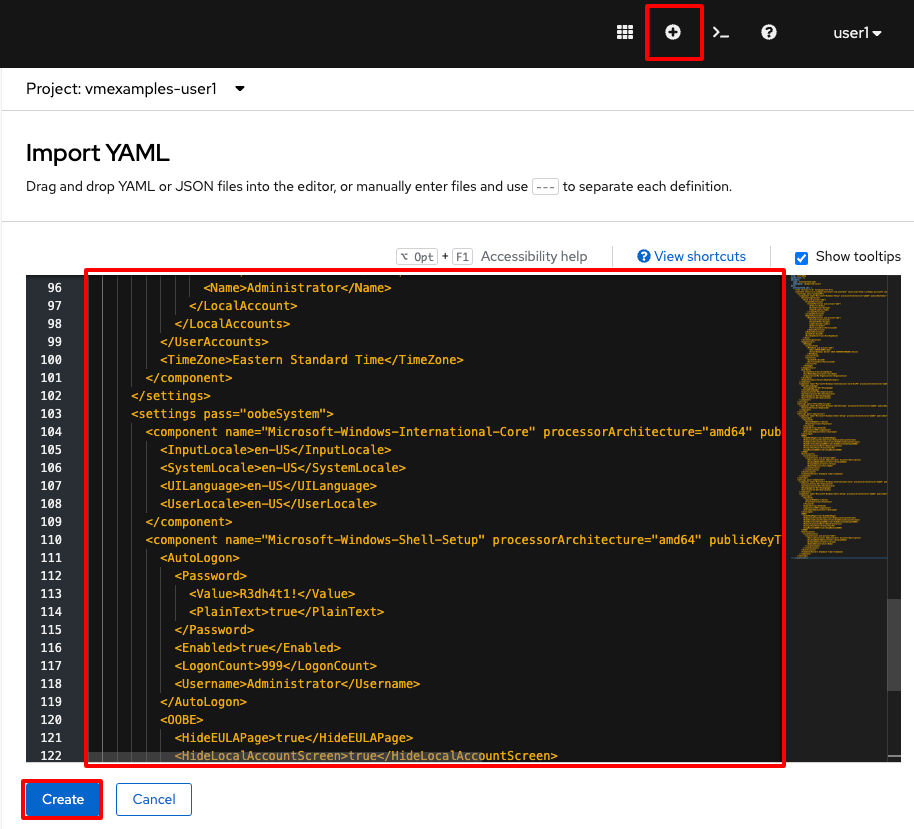 user1
Project: vmexamples-user1
Import YAML
Drag and drop YAML or JSON files into the editor, or manually enter files and use --- to separate each definition.
⌥ Opt + F1 Accessibility help View shortcuts Show tooltips
96 <Name>Administrator</Name>
97 </LocalAccount>
98 </LocalAccounts>
99 </UserAccounts>
100 <TimeZone>Eastern Standard Time</TimeZone>
101 </component>
102 </settings>
103 <settings pass="oobeSystem">
104 <component name="Microsoft-Windows-International-Core" processorArchitecture="amd64" pub
105 <InputLocale>en-US</InputLocale>
106 <SystemLocale>en-US</SystemLocale>
107 <UILanguage>en-US</UILanguage>
108 <UserLocale>en-US</UserLocale>
109 </component>
110 <component name="Microsoft-Windows-Shell-Setup" processorArchitecture="amd64" publicKeyT
111 <AutoLogon>
112 <Password>
113 <Value>R3dh4t1!</Value>
114 <PlainText>true</PlainText>
115 </Password>
116 <Enabled>true</Enabled>
117 <LogonCount>999</LogonCount>
118 <Username>Administrator</Username>
119 </AutoLogon>
120 <OOBE>
121 <HideEULAPage>true</HideEULAPage>
122 <HideLocalAccountScreen>true</HideLocalAccountScreen>
Create Cancel